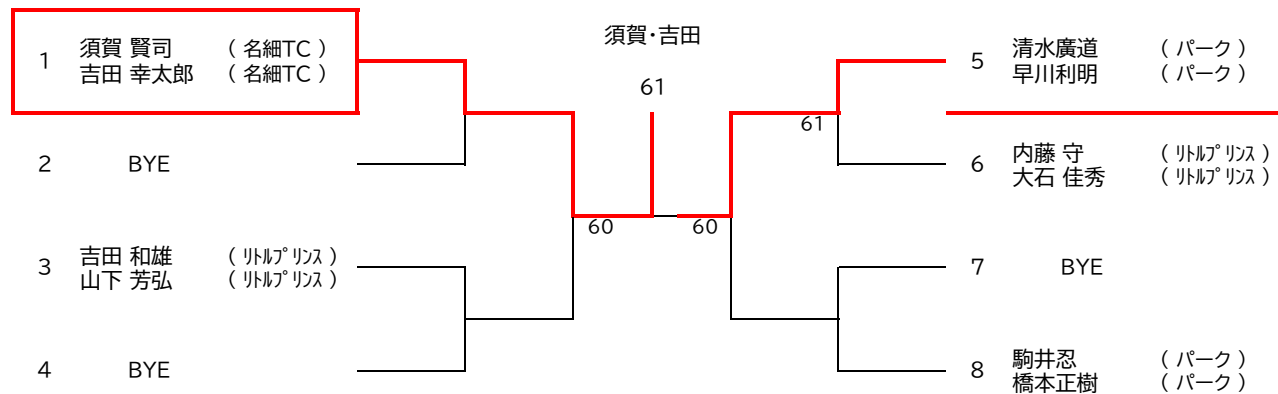 須賀・吉田
61
1 須賀 賢司 ( 名細TC )
吉田 幸太郎 ( 名細TC )
2 BYE
3 吉田 和雄 ( ﾘﾄﾙﾌﾟﾘﾝｽ )
山下 芳弘 ( ﾘﾄﾙﾌﾟﾘﾝｽ )
4 BYE
60
60
61
5 清水廣道 ( パーク )
早川利明 ( パーク )
6 内藤 守 ( ﾘﾄﾙﾌﾟﾘﾝｽ )
大石 佳秀 ( ﾘﾄﾙﾌﾟﾘﾝｽ )
7 BYE
8 駒井忍 ( パーク )
橋本正樹 ( パーク )